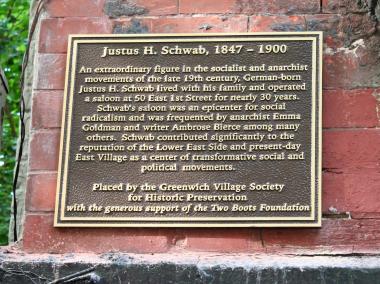 Justus H. Schwab, 1847 – 1900
An extraordinary figure in the socialist and anarchist
movements of the late 19th century, German-born
Justus H. Schwab lived with his family and operated
a saloon at 50 East 1st Street for nearly 30 years.
Schwab's saloon was an epicenter for social
radicalism and was frequented by anarchist Emma
Goldman and writer Ambrose Bierce among many
others. Schwab contributed significantly to the
reputation of the Lower East Side and present-day
East Village as a center of transformative social and
political movements.
Placed by the Greenwich Village Society
for Historic Preservation
with the generous support of the Two Boots Foundation